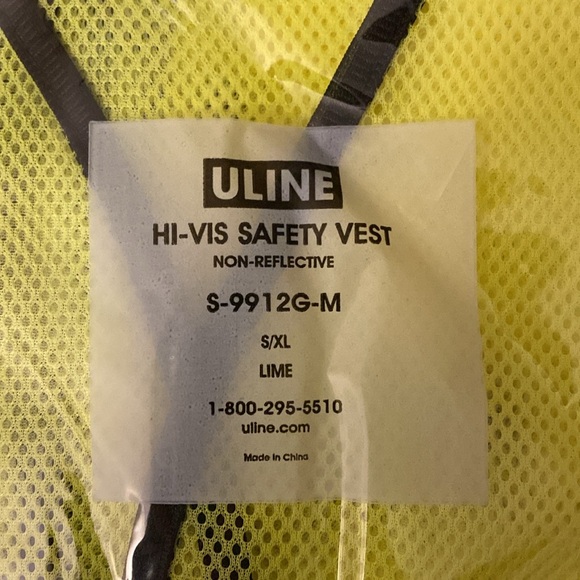 ULINE
HI-VIS SAFETY VEST
NON-REFLECTIVE
S-9912G-M
S/XL
LIME
1-800-295-5510
uline.com
Made in China